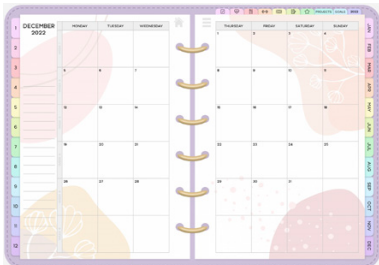 DECEMBER
2022
MONDAY TUESDAY WEDNESDAY
THURSDAY FRIDAY SATURDAY SUNDAY
PROJECTS GOALS
1 2 3 4
5 6 7
8 9 10 11
12 13 14
15 16 17 18
19 20 21
22 23 24 25
26 27 28
29 30 31
1
2
3
4
5
6
7
8
9
10
11
12
JAN
FEB
MAR
APR
MAY
JUN
JUL
AUG
SEP
OCT
NOV
DEC